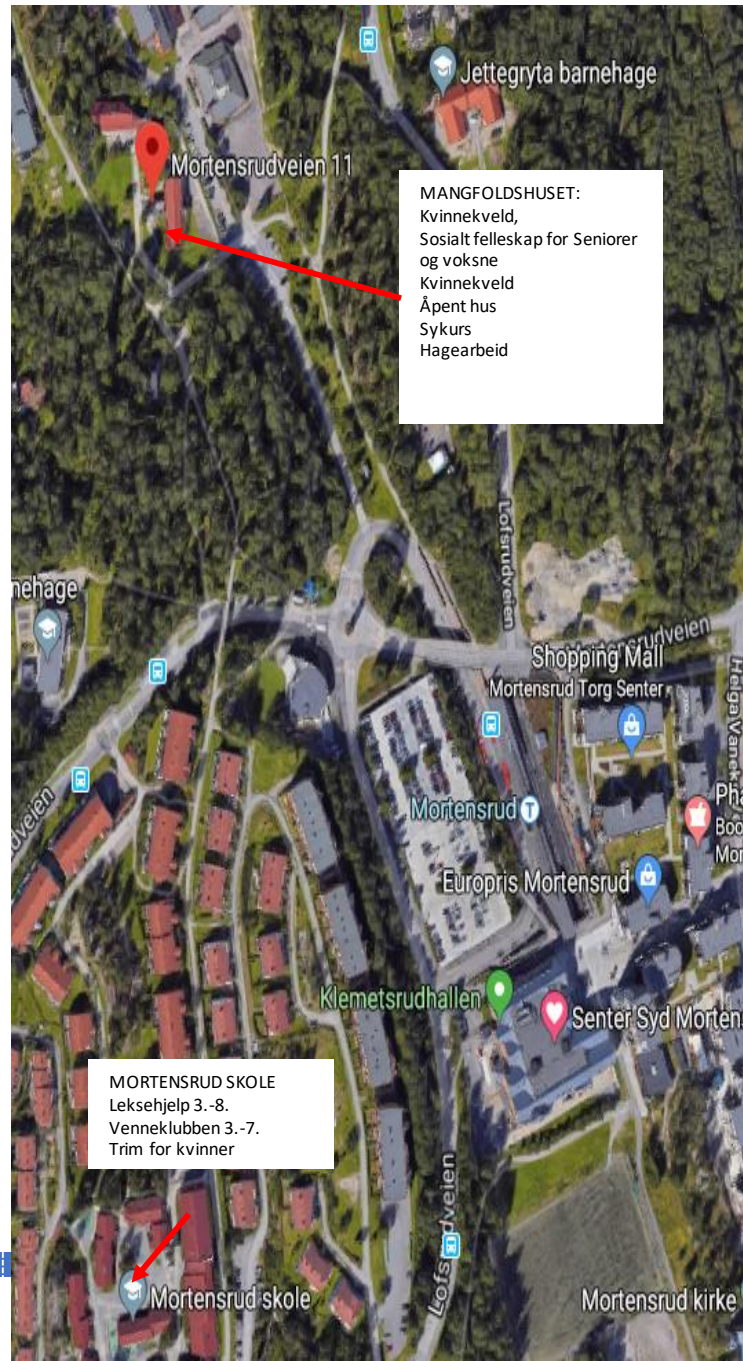 Jettegryta barnehage
Mortensrudveien 11
MANGFOLDSHUSET:
Kvinnekveld,
Sosialt felleskap for Seniorer
og voksne
Kvinnekveld
Åpent hus
Sykurs
Hagearbeid
Lofsrudveien
nehage
Shopping Mall
Mortensrud Torg Senter
Mortensrud T
Europris Mortensrud
Klemetsrudhallen
Senter Syd Mortens
MORTENSRUD SKOLE
Leksehjelp 3.-8.
Venneklubben 3.-7.
Trim for kvinner
Mortensrud skole
Mortensrud kirke